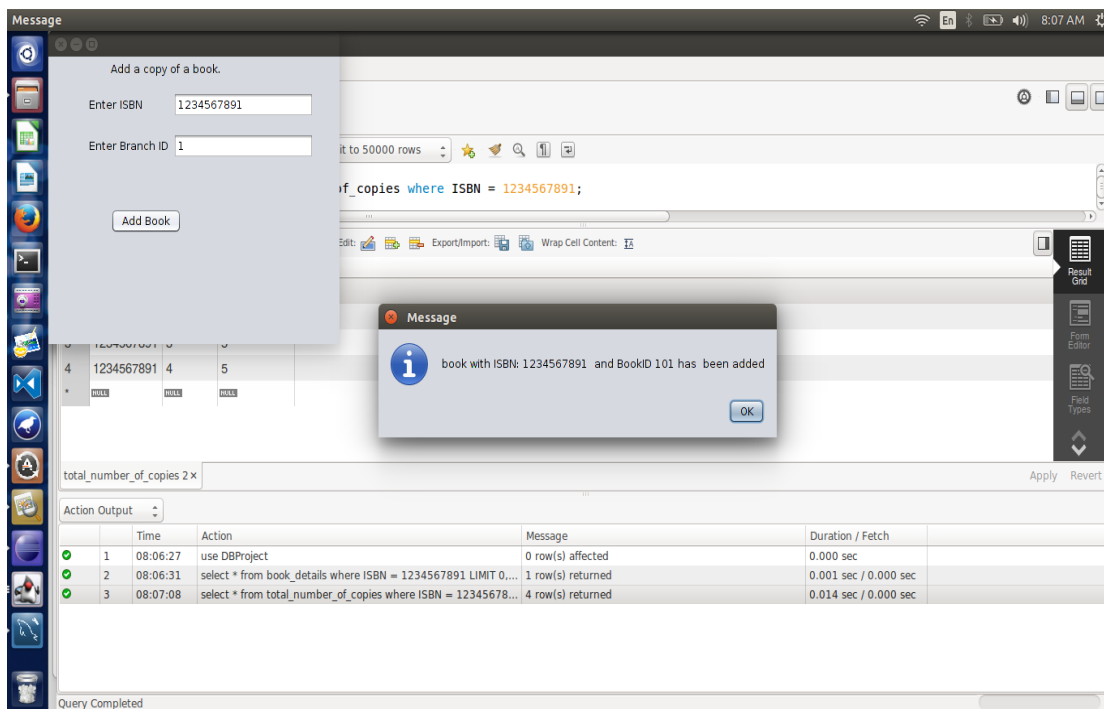 Message
En
8:07 AM
Add a copy of a book.
Enter ISBN 1234567891
Enter Branch ID 1
Add Book
it to 50000 rows
of_copies where ISBN = 1234567891;
Edit: Export/Import: Wrap Cell Content:
Result
Grid
Form
Editor
Field
Types
Message
book with ISBN: 1234567891 and BookID 101 has been added
OK
4 1234567891 4 5
* NULL NULL NULL
total_number_of_copies 2 ×
Apply Revert
Action Output
Time Action Message Duration / Fetch
1 08:06:27 use DBProject 0 row(s) affected 0.000 sec
2 08:06:31 select * from book_details where ISBN = 1234567891 LIMIT 0,... 1 row(s) returned 0.001 sec / 0.000 sec
3 08:07:08 select * from total_number_of_copies where ISBN = 12345678... 4 row(s) returned 0.014 sec / 0.000 sec
Query Completed